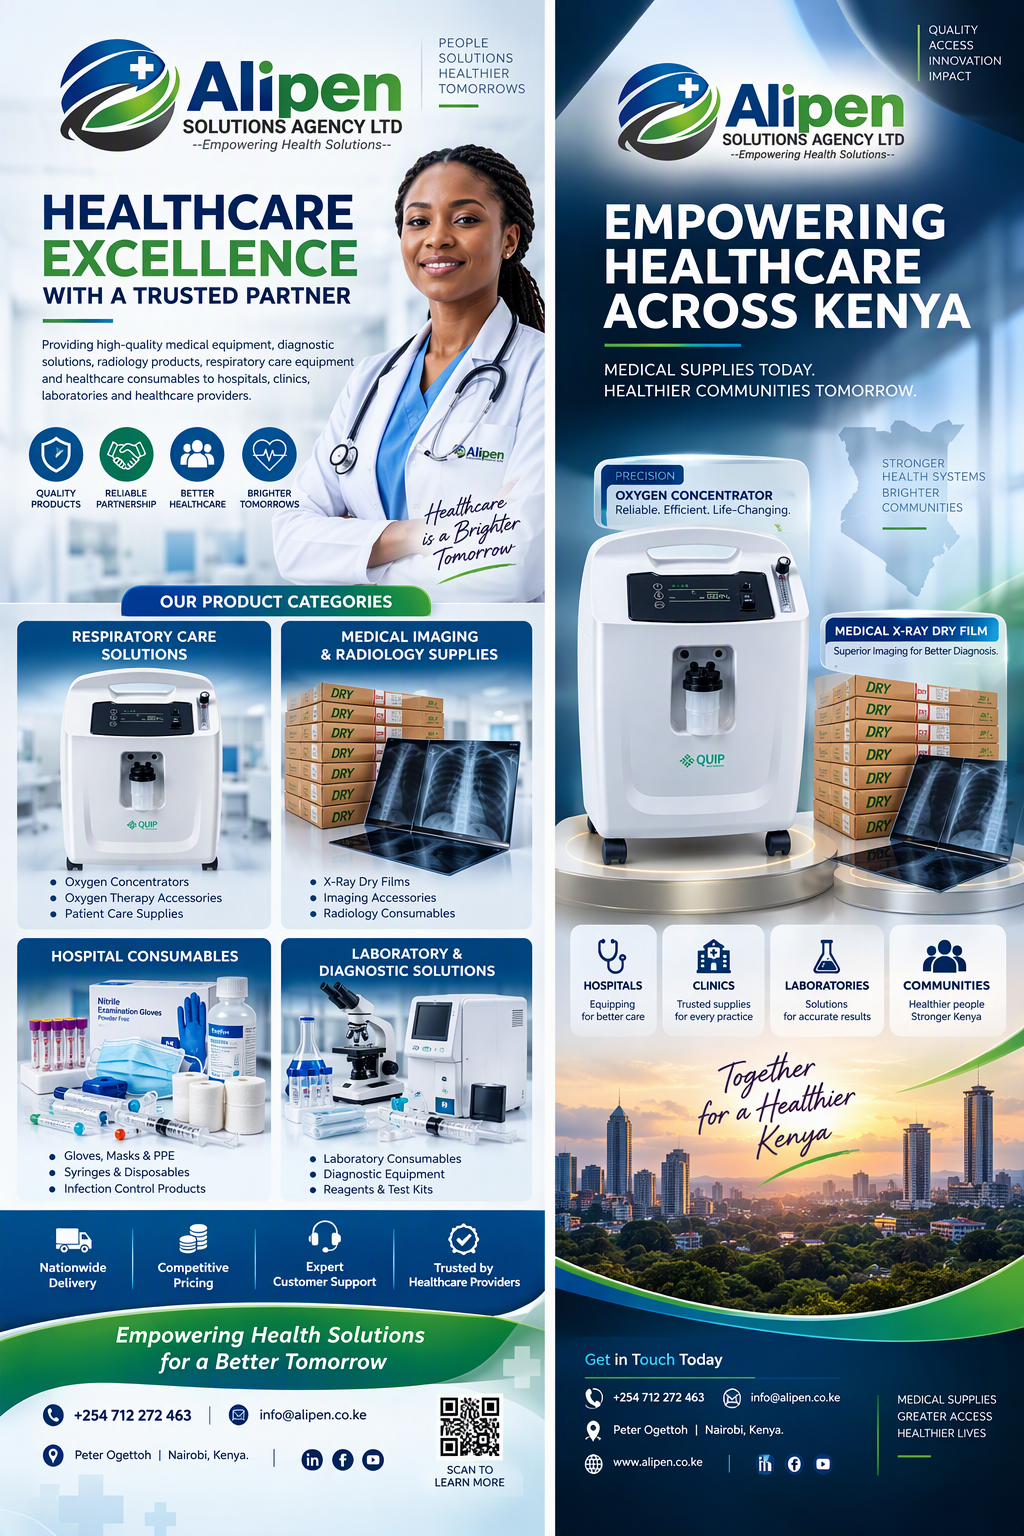 Alipen
SOLUTIONS AGENCY LTD
--Empowering Health Solutions--
PEOPLE
SOLUTIONS
HEALTHIER
TOMORROWS
HEALTHCARE
EXCELLENCE
WITH A TRUSTED PARTNER
Providing high-quality medical equipment, diagnostic
solutions, radiology products, respiratory care equipment
and healthcare consumables to hospitals, clinics,
laboratories and healthcare providers.
QUALITY
PRODUCTS
RELIABLE
PARTNERSHIP
BETTER
HEALTHCARE
BRIGHTER
TOMORROWS
Alipen
Healthcare
is a Brighter
Tomorrow
OUR PRODUCT CATEGORIES
RESPIRATORY CARE
SOLUTIONS
QUIP
Oxygen Concentrators
Oxygen Therapy Accessories
Patient Care Supplies
MEDICAL IMAGING
& RADIOLOGY SUPPLIES
DRY
DRY
DRY
DRY
DRY
DRY
DRY
X-Ray Dry Films
Imaging Accessories
Radiology Consumables
HOSPITAL CONSUMABLES
Nitrile
Examination Gloves
Powder Free
Gloves, Masks & PPE
Syringes & Disposables
Infection Control Products
LABORATORY &
DIAGNOSTIC SOLUTIONS
Laboratory Consumables
Diagnostic Equipment
Reagents & Test Kits
Nationwide
Delivery
Competitive
Pricing
Expert
Customer Support
Trusted by
Healthcare Providers
Empowering Health Solutions
for a Better Tomorrow
+254 712 272 463
info@alipen.co.ke
Peter Ogettoh | Nairobi, Kenya.
in f
SCAN TO
LEARN MORE
QUALITY
ACCESS
INNOVATION
IMPACT
Alipen
SOLUTIONS AGENCY LTD
--Empowering Health Solutions--
EMPOWERING
HEALTHCARE
ACROSS KENYA
MEDICAL SUPPLIES TODAY.
HEALTHIER COMMUNITIES TOMORROW.
STRONGER
HEALTH SYSTEMS
BRIGHTER
COMMUNITIES
PRECISION
OXYGEN CONCENTRATOR
Reliable. Efficient. Life-Changing.
QUIP
MEDICAL X-RAY DRY FILM
Superior Imaging for Better Diagnosis.
DRY
DRY
DRY
DRY
DRY
DRY
DRY
HOSPITALS
Equipping
for better care
CLINICS
Trusted supplies
for every practice
LABORATORIES
Solutions
for accurate results
COMMUNITIES
Healthier people
Stronger Kenya
Together
for a Healthier
Kenya
Get in Touch Today
+254 712 272 463
info@alipen.co.ke
Peter Ogettoh | Nairobi, Kenya.
www.alipen.co.ke
in f
MEDICAL SUPPLIES
GREATER ACCESS
HEALTHIER LIVES